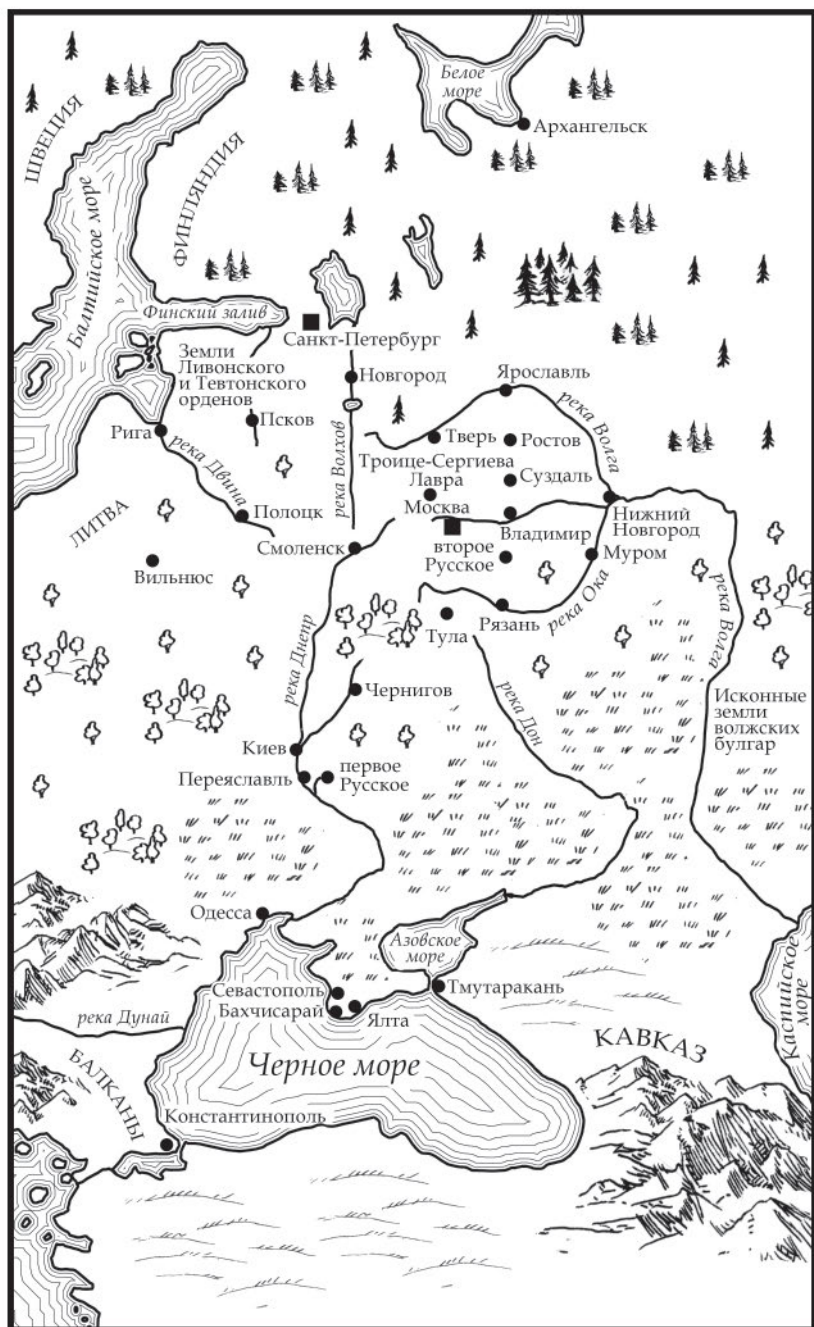 Белое
море
Архангельск
ШВЕЦИЯ
ФИНЛЯНДИЯ
Балтийское море
Финский залив
Санкт-Петербург
Земли
Ливонского
и Тевтонского
орденов
Новгород
Ярославль
Псков
река Волга
Рига
Тверь
Ростов
река Двина
река Волхов
Троице-Сергиева
Лавра
Суздаль
Полоцк
Москва
Владимир
Нижний
Новгород
ЛИТВА
Смоленск
второе
Русское
Муром
Вильнюс
река Ока
река Волга
Рязань
Тула
река Днепр
Чернигов
река Дон
Исконные
земли
волжских
булгар
Киев
Переяславль
первое
Русское
Одесса
Азовское
море
Каспийское
море
Севастополь
Бахчисарай
Ялта
Тмутаракань
река Дунай
КАВКАЗ
БАЛКАНЫ
Черное море
Константинополь